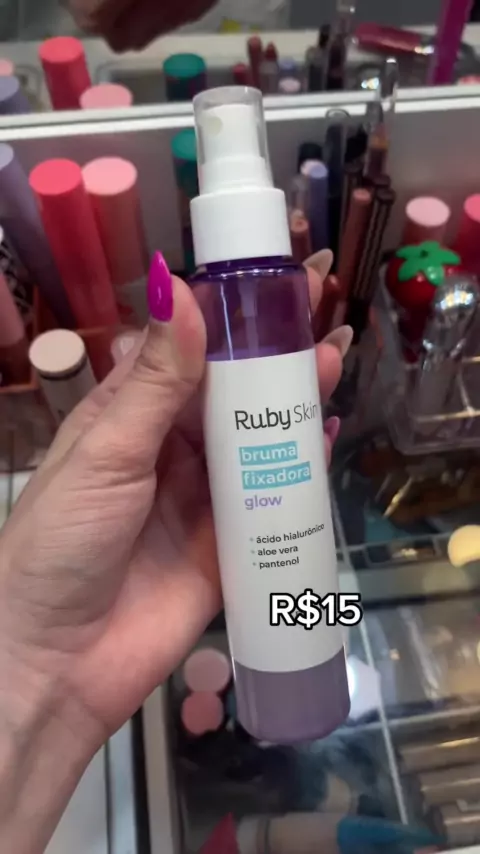 Ruby Skin
bruma
fixadora
glow
• ácido hialurônico
• aloe vera
• pantenol
R$15